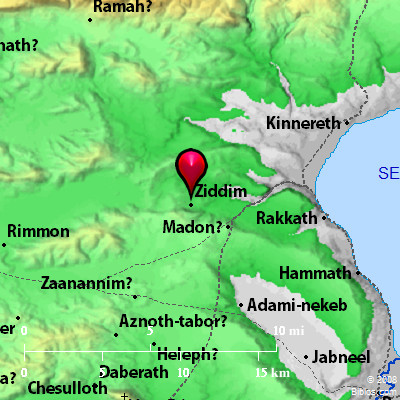 Ramah?
nath?
Kinnereth
SE
Ziddim
Rakkath
Madon?
Rimmon
Hammath
Zaanannim?
Adami-nekeb
er
Aznoth-tabor?
0 5 10 mi
Heleph?
Jabneel
Daberath
0 10 15 km
a?
Chesulloth
© 2008
Biblos.com